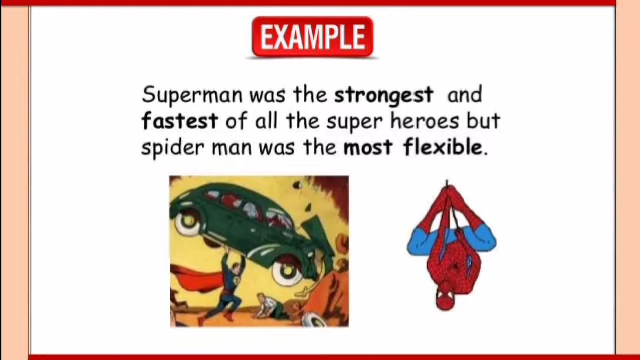 EXAMPLE
Superman was the strongest and
fastest of all the super heroes but
spider man was the most flexible.